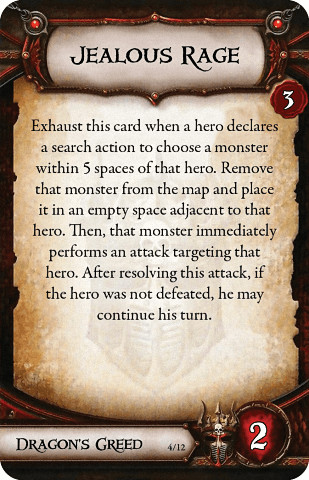 Jealous Rage
3
Exhaust this card when a hero declares
a search action to choose a monster
within 5 spaces of that hero. Remove
that monster from the map and place
it in an empty space adjacent to that
hero. Then, that monster immediately
performs an attack targeting that
hero. After resolving this attack, if
the hero was not defeated, he may
continue his turn.
Dragon's Greed
4/12
2